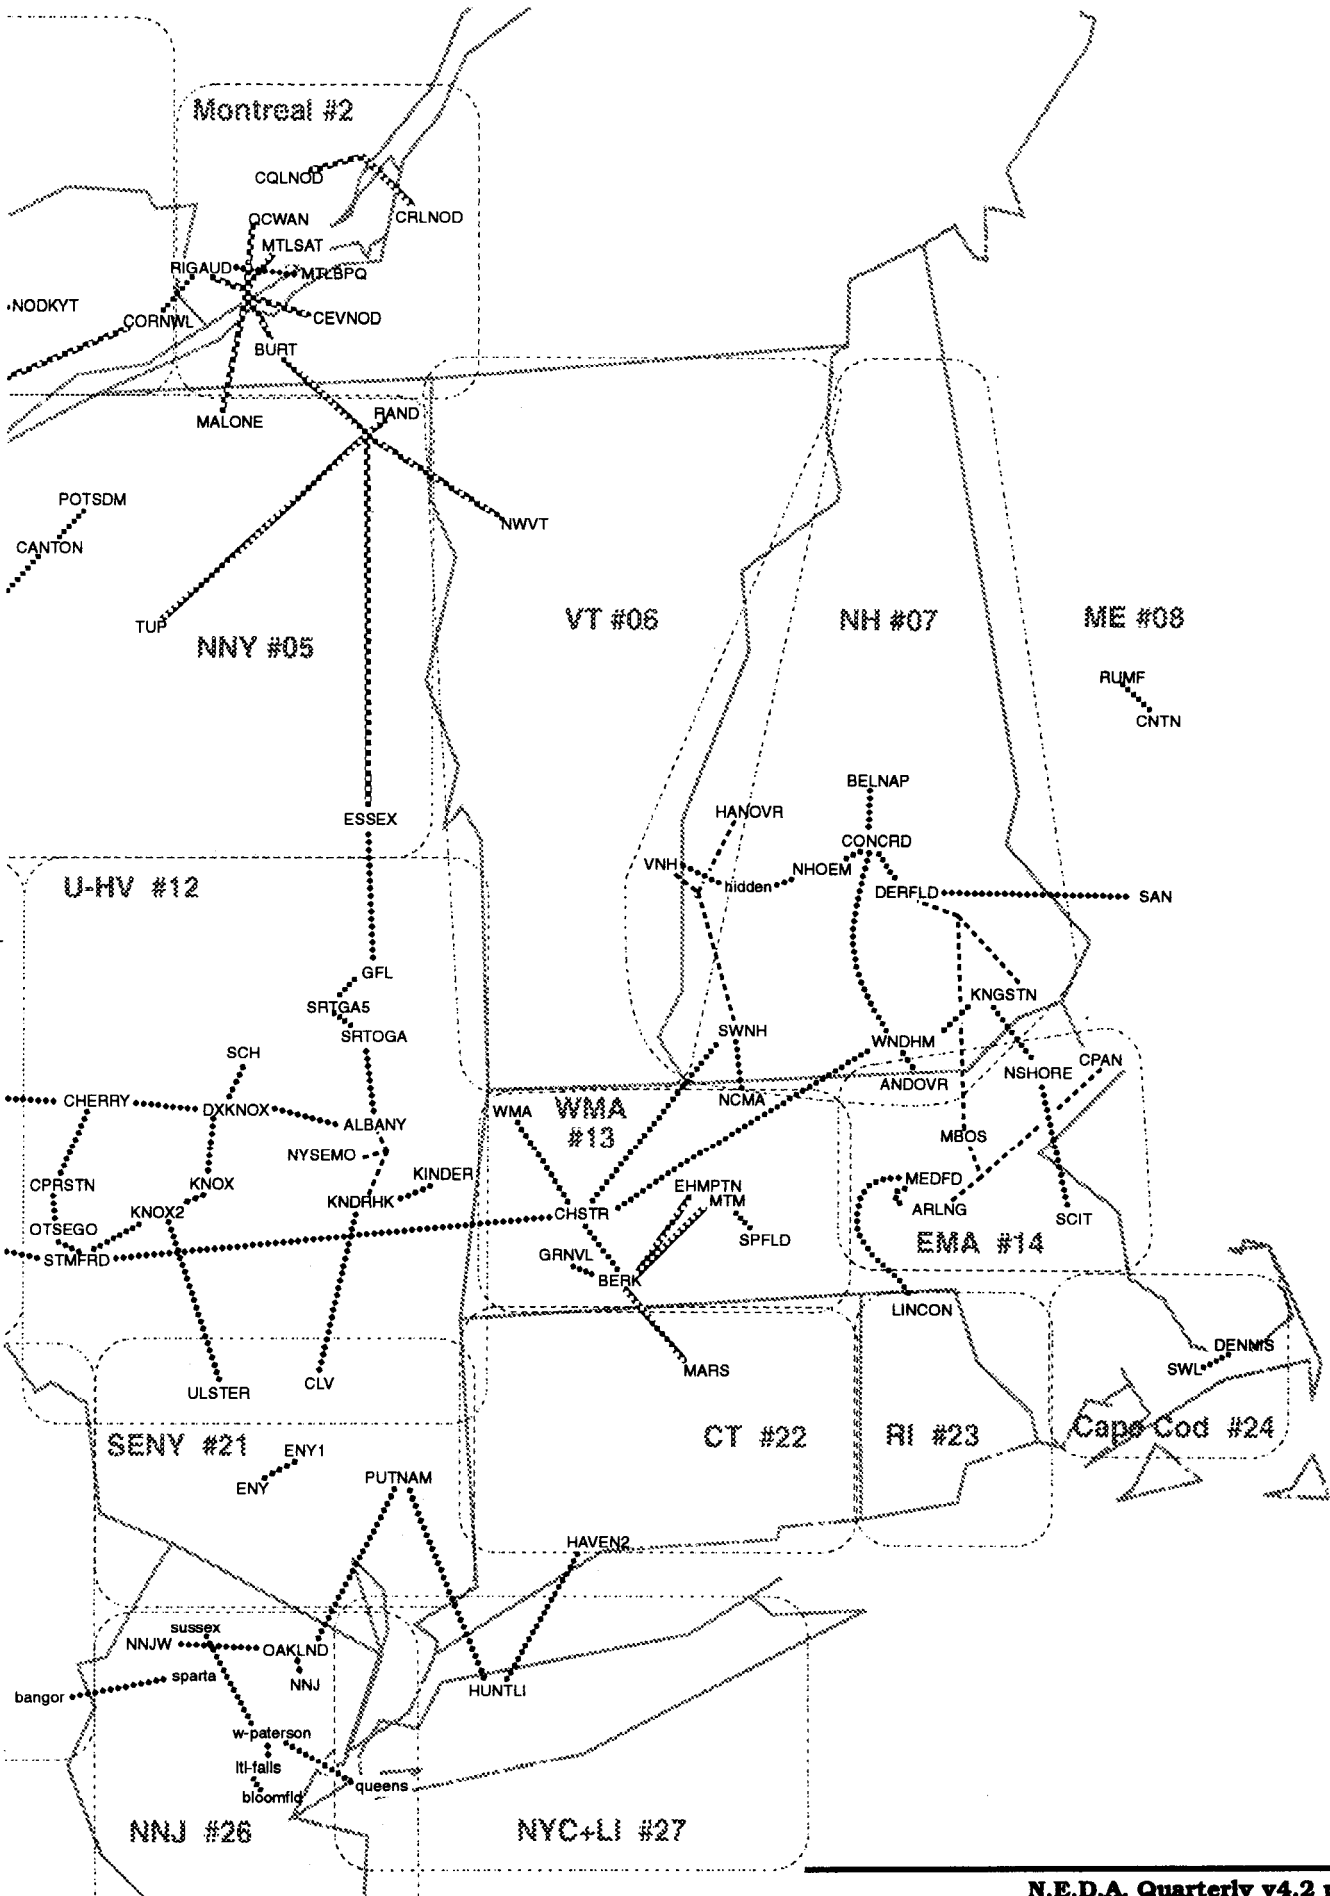 Montreal #2
CQLNOD
CRLNOD
QCWAN
MTLSAT
RIGAUD
MTLBPQ
NODKYT
CORNWL
CEVNOD
BURT
MALONE
RAND
POTSDM
NWVT
CANTON
TUP
NNY #05
VT #06
NH #07
ME #08
RUMF
CNTN
BELNAP
HANOVR
ESSEX
CONCRD
VNH
NHOEM
hidden
DERFLD
SAN
U-HV #12
GFL
SRTGA5
KNGSTN
SRTOGA
SWNH
WNDHM
SCH
NSHORE
CPAN
ANDOVR
CHERRY
DXKNOX
WMA
WMA
#13
NCMA
ALBANY
MBOS
NYSEMO
KINDER
CPRSTN
KNOX
EHMPTN
MEDFD
KNDRHK
MTM
ARLNG
KNOX2
CHSTR
SCIT
OTSEGO
SPFLD
EMA #14
STMFRD
GRNVL
BERK
LINCON
DENNIS
SWL
MARS
ULSTER
CLV
SENY #21
CT #22
RI #23
Cape Cod #24
ENY1
ENY
PUTNAM
HAVEN2
sussex
NNJW
OAKLND
sparta
NNJ
bangor
HUNTLI
w-paterson
ltl-falls
queens
bloomfld
NNJ #26
NYC+LI #27
N.E.D.A. Quarterly v4.2